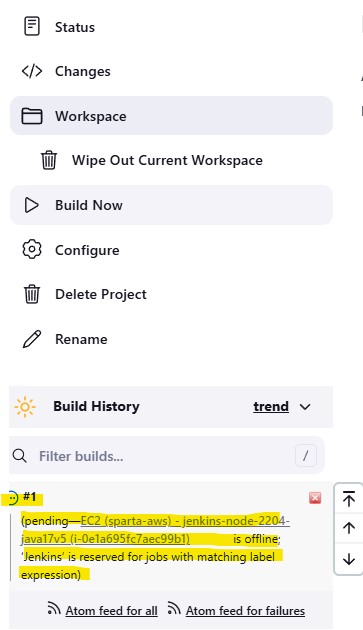 Status
Changes
Workspace
Wipe Out Current Workspace
Build Now
Configure
Delete Project
Rename
Build History trend
Filter builds... /
#1
(pending—EC2 (sparta-aws) - jenkins-node-2204-
java17v5 (i-0e1a695fc7aec99b1) is offline;
‘Jenkins’ is reserved for jobs with matching label
expression)
Atom feed for all Atom feed for failures